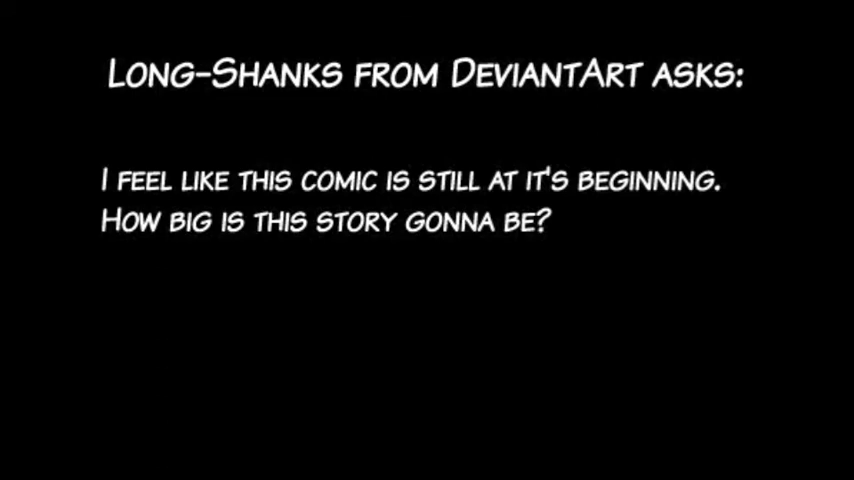 Long-Shanks from DeviantArt asks:
I feel like this comic is still at it's beginning.
How big is this story gonna be?